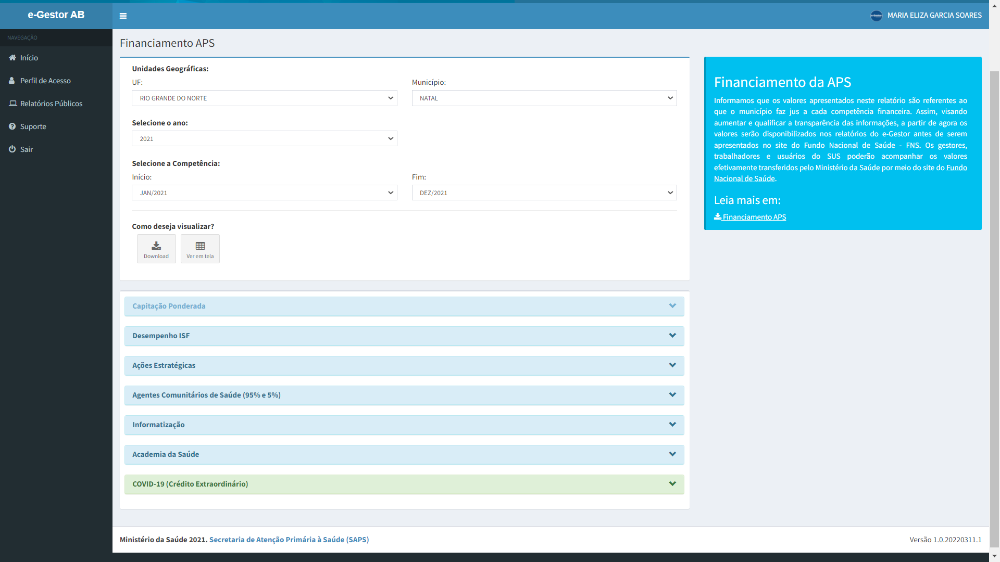 e-Gestor AB
MARIA ELIZA GARCIA SOARES
NAVEGAÇÃO
Início
Perfil de Acesso
Relatórios Públicos
Suporte
Sair
Financiamento APS
Unidades Geográficas:
UF:
Município:
RIO GRANDE DO NORTE
NATAL
Selecione o ano:
2021
Selecione a Competência:
Início:
Fim:
JAN/2021
DEZ/2021
Como deseja visualizar?
Download
Ver em tela
Capitação Ponderada
Desempenho ISF
Ações Estratégicas
Agentes Comunitários de Saúde (95% e 5%)
Informatização
Academia da Saúde
COVID-19 (Crédito Extraordinário)
Financiamento da APS
Informamos que os valores apresentados neste relatório são referentes ao
que o município faz jus a cada competência financeira. Assim, visando
aumentar e qualificar a transparência das informações, a partir de agora os
valores serão disponibilizados nos relatórios do e-Gestor antes de serem
apresentados no site do Fundo Nacional de Saúde - FNS. Os gestores,
trabalhadores e usuários do SUS poderão acompanhar os valores
efetivamente transferidos pelo Ministério da Saúde por meio do site do Fundo
Nacional de Saúde.
Leia mais em:
Financiamento APS
Ministério da Saúde 2021. Secretaria de Atenção Primária à Saúde (SAPS)
Versão 1.0.20220311.1